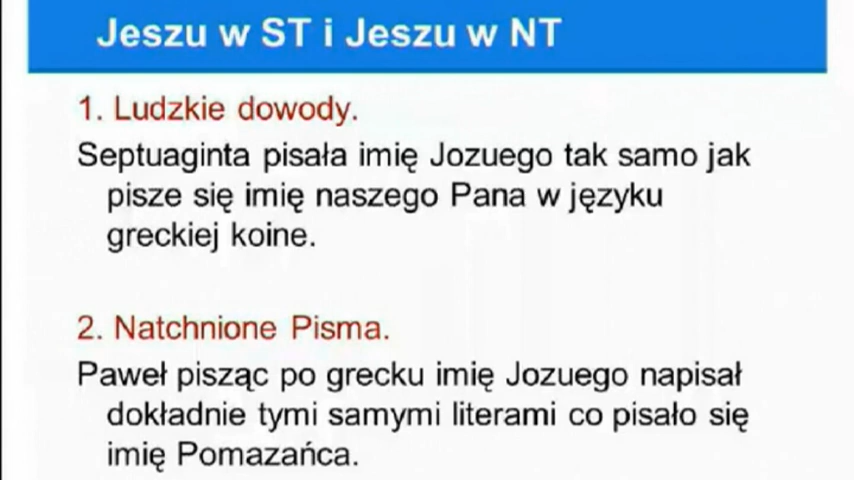 Jeszu w ST i Jeszu w NT
1. Ludzkie dowody.
Septuaginta pisała imię Jozuego tak samo jak
pisze się imię naszego Pana w języku
greckiej koine.
2. Natchnione Pisma.
Paweł pisząc po grecku imię Jozuego napisał
dokładnie tymi samymi literami co pisało się
imię Pomazańca.